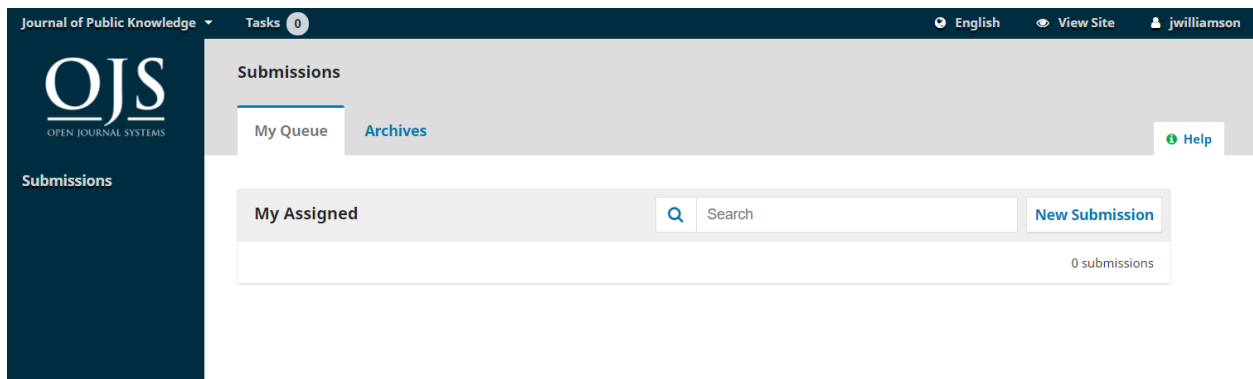 Journal of Public Knowledge Tasks 0 English View Site jwilliamson
OJS
OPEN JOURNAL SYSTEMS
Submissions
Submissions
My Queue Archives
Help
My Assigned Search New Submission
0 submissions